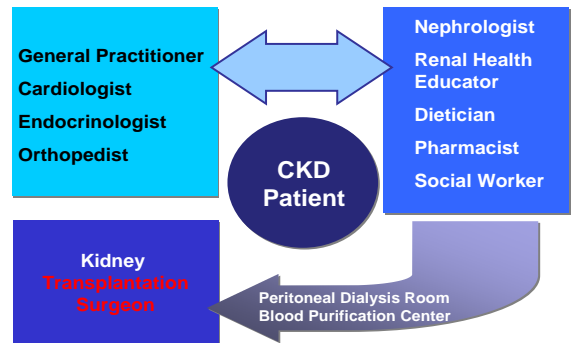 General Practitioner
Cardiologist
Endocrinologist
Orthopedist
Nephrologist
Renal Health
Educator
Dietician
Pharmacist
Social Worker
CKD
Patient
Kidney
Transplantation
Surgeon
Peritoneal Dialysis Room
Blood Purification Center